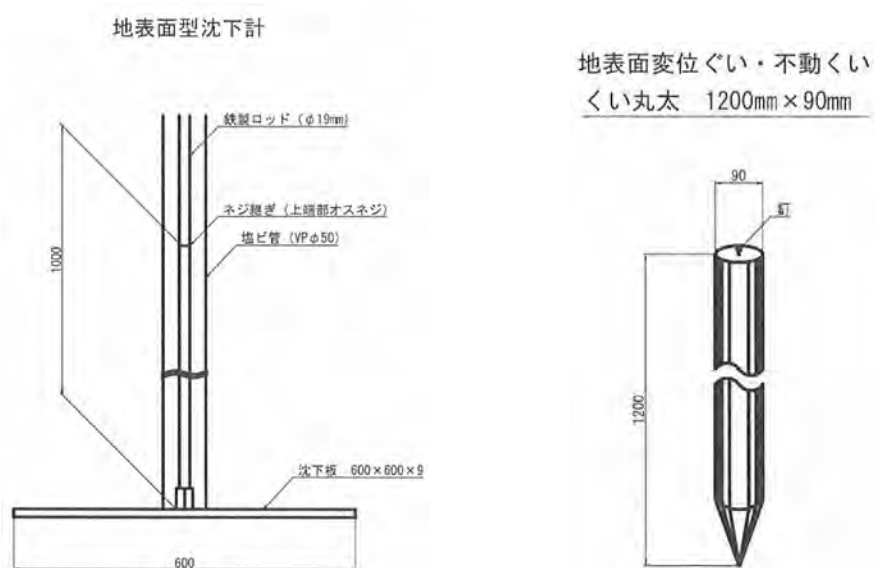 地表面型沈下計
鉄製ロッド（φ19mm）
ネジ継ぎ（上端部オスネジ）
塩ビ管（VPφ50）
1000
沈下板 600×600×9
600
地表面変位ぐい・不動くい
くい丸太 1200mm×90mm
90
釘
1200